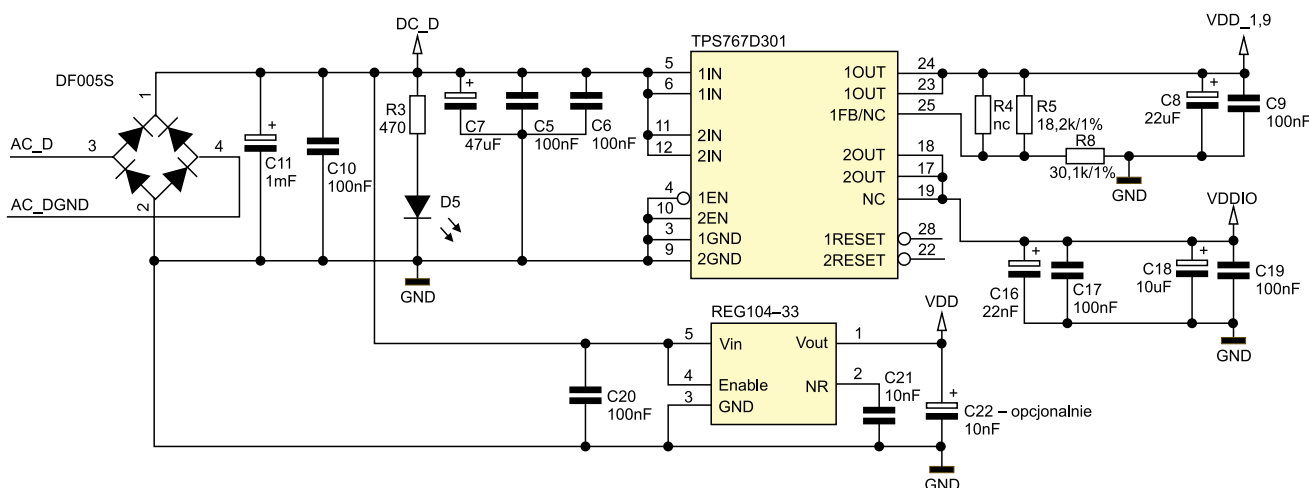 DC_D
TPS767D301
VDD_1,9
DF005S
1
3
4
2
AC_D
AC_DGND
C11
1mF
C10
100nF
R3
470
D5
GND
C7
47uF
C5
100nF
C6
100nF
5 1IN
6 1IN
11 2IN
12 2IN
4 1EN
10 2EN
3 1GND
9 2GND
1OUT 24
1OUT 23
1FB/NC 25
2OUT 18
2OUT 17
NC 19
1RESET 28
2RESET 22
R4
nc
R5
18,2k/1%
R8
30,1k/1%
GND
C8
22uF
C9
100nF
VDDIO
C16
22nF
C17
100nF
C18
10uF
C19
100nF
GND
REG104–33
5 Vin
4 Enable
3 GND
Vout 1
NR 2
C20
100nF
C21
10nF
VDD
C22 – opcjonalnie
10nF
GND